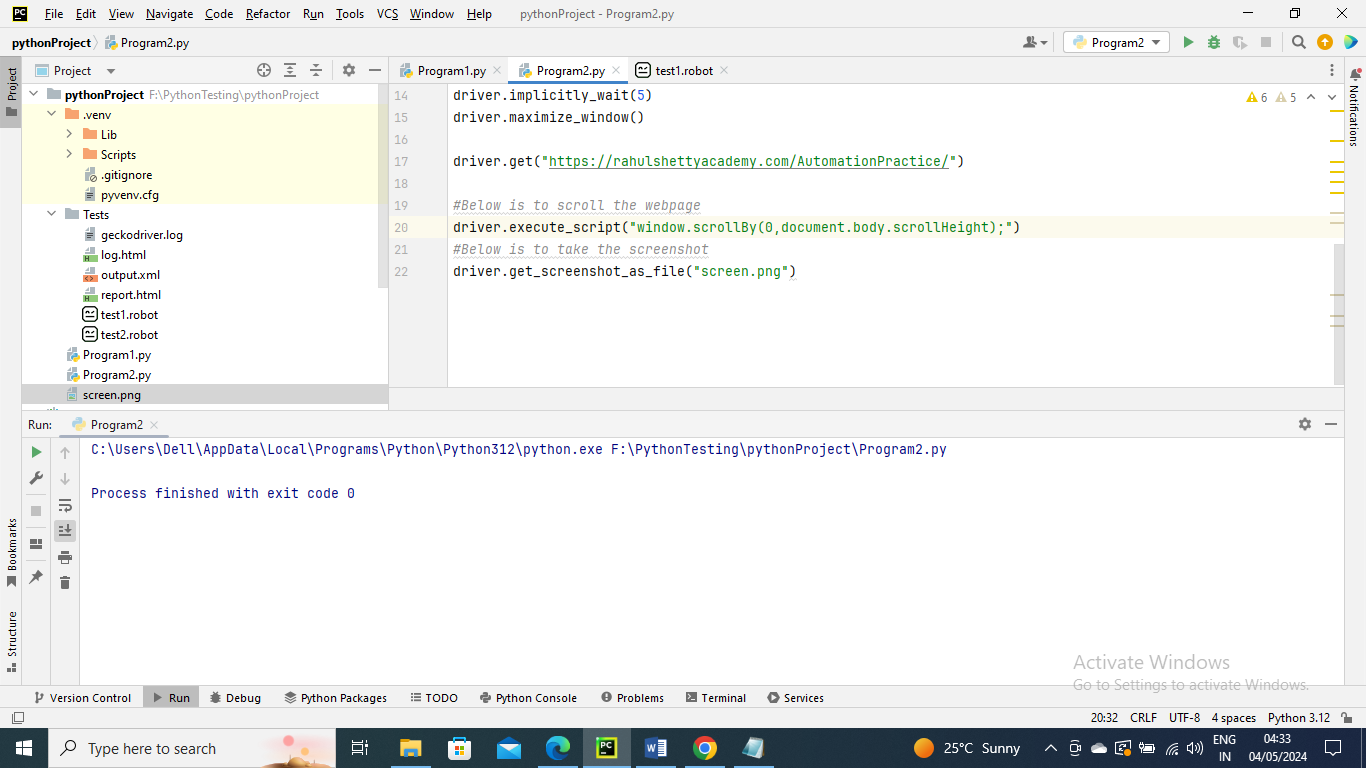 PC File Edit View Navigate Code Refactor Run Tools VCS Window Help pythonProject - Program2.py
pythonProject Program2.py Program2
Project
Project
Program1.py Program2.py test1.robot
Notifications
pythonProject F:\PythonTesting\pythonProject
.venv
Lib
Scripts
.gitignore
pyvenv.cfg
Tests
geckodriver.log
log.html
output.xml
report.html
test1.robot
test2.robot
Program1.py
Program2.py
screen.png
6 5
14 driver.implicitly_wait(5)
15 driver.maximize_window()
16
17 driver.get("https://rahulshettyacademy.com/AutomationPractice/")
18
19 #Below is to scroll the webpage
20 driver.execute_script("window.scrollBy(0,document.body.scrollHeight);")
21 #Below is to take the screenshot
22 driver.get_screenshot_as_file("screen.png")
Run: Program2
C:\Users\Dell\AppData\Local\Programs\Python\Python312\python.exe F:\PythonTesting\pythonProject\Program2.py
Process finished with exit code 0
Bookmarks
Structure
Activate Windows
Go to Settings to activate Windows.
Version Control Run Debug Python Packages TODO Python Console Problems Terminal Services
20:32 CRLF UTF-8 4 spaces Python 3.12
Type here to search
PC
25°C Sunny
ENG
IN
04:33
04/05/2024